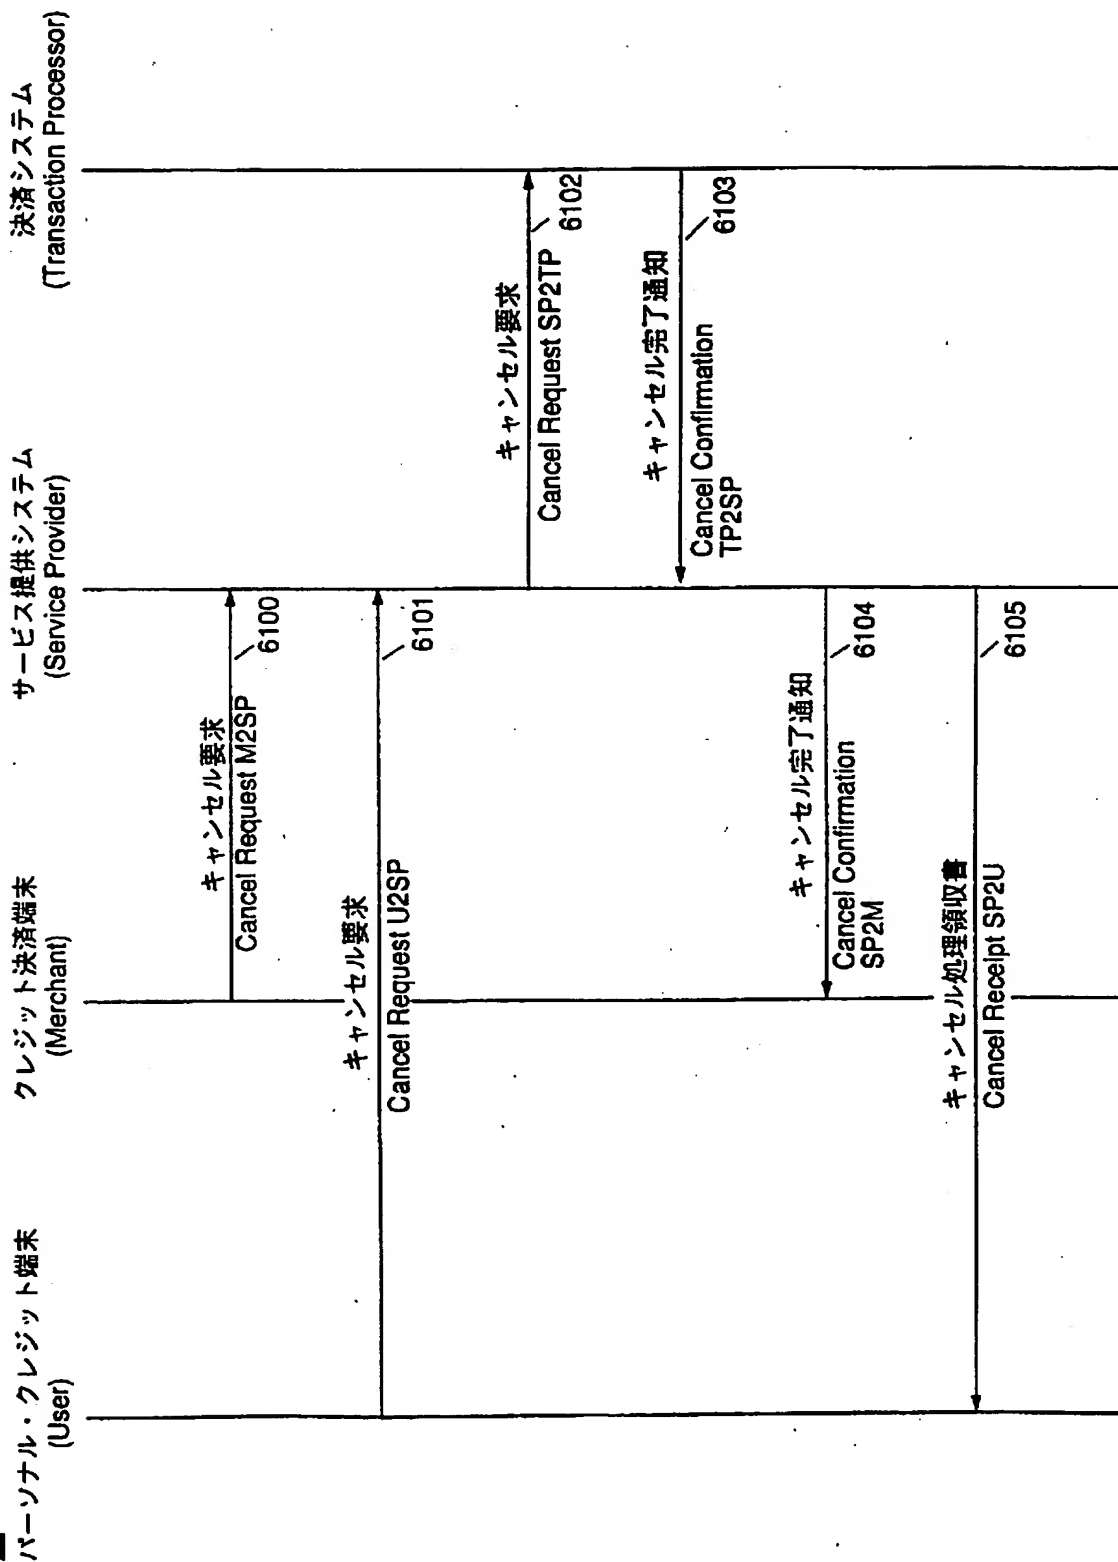 パーソナル・クレジット端末
(User)
クレジット決済端末
(Merchant)
サービス提供システム
(Service Provider)
決済システム
(Transaction Processor)
キャンセル要求
Cancel Request M2SP
6100
キャンセル要求
Cancel Request U2SP
6101
キャンセル要求
Cancel Request SP2TP
6102
キャンセル完了通知
Cancel Confirmation
TP2SP
6103
キャンセル完了通知
Cancel Confirmation
SP2M
6104
キャンセル処理領収書
Cancel Receipt SP2U
6105